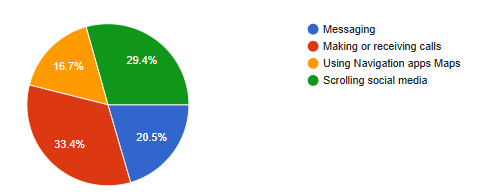 Messaging
Making or receiving calls
Using Navigation apps Maps
Scrolling social media
29.4%
16.7%
33.4%
20.5%